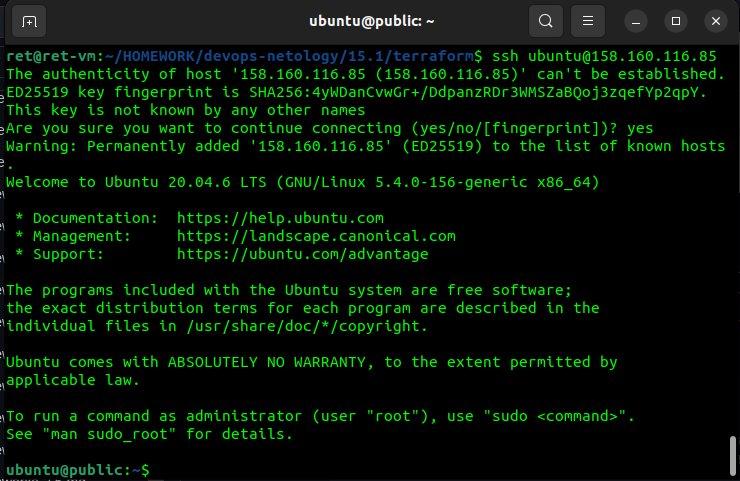 ubuntu@public: ~
ret@ret-vm:~/HOMEWORK/devops-netology/15.1/terraform$ ssh ubuntu@158.160.116.85
The authenticity of host '158.160.116.85 (158.160.116.85)' can't be established.
ED25519 key fingerprint is SHA256:4yWDanCvwGr+/DdpanzRDr3WMSZaBQoj3zqefYp2qpY.
This key is not known by any other names
Are you sure you want to continue connecting (yes/no/[fingerprint])? yes
Warning: Permanently added '158.160.116.85' (ED25519) to the list of known hosts
.
Welcome to Ubuntu 20.04.6 LTS (GNU/Linux 5.4.0-156-generic x86_64)
 * Documentation:  https://help.ubuntu.com
 * Management:     https://landscape.canonical.com
 * Support:        https://ubuntu.com/advantage
The programs included with the Ubuntu system are free software;
the exact distribution terms for each program are described in the
individual files in /usr/share/doc/*/copyright.
Ubuntu comes with ABSOLUTELY NO WARRANTY, to the extent permitted by
applicable law.
To run a command as administrator (user "root"), use "sudo <command>".
See "man sudo_root" for details.
ubuntu@public:~$